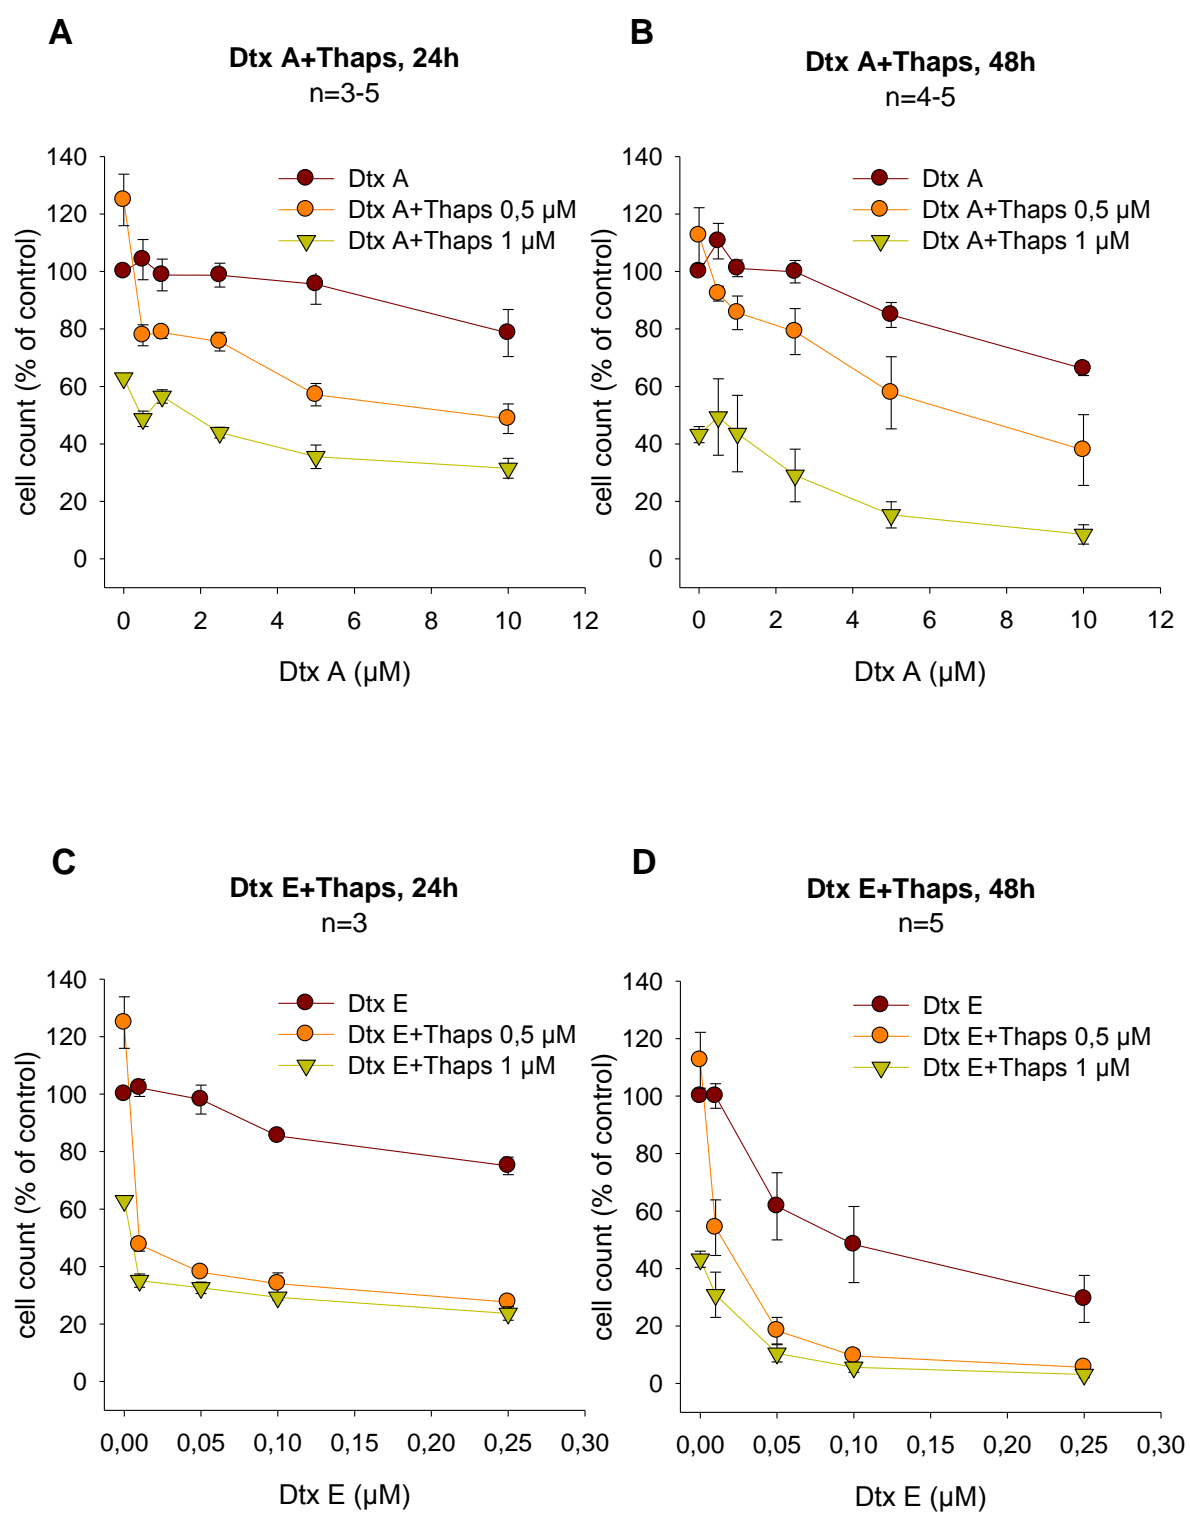 A
Dtx A+Thaps, 24h
n=3-5
140
120
100
80
60
40
20
0
cell count (% of control)
Dtx A
Dtx A+Thaps 0,5 µM
Dtx A+Thaps 1 µM
0 2 4 6 8 10 12
Dtx A (µM)
B
Dtx A+Thaps, 48h
n=4-5
140
120
100
80
60
40
20
0
cell count (% of control)
Dtx A
Dtx A+Thaps 0,5 µM
Dtx A+Thaps 1 µM
0 2 4 6 8 10 12
Dtx A (µM)
C
Dtx E+Thaps, 24h
n=3
140
120
100
80
60
40
20
0
cell count (% of control)
Dtx E
Dtx E+Thaps 0,5 µM
Dtx E+Thaps 1 µM
0,00 0,05 0,10 0,15 0,20 0,25 0,30
Dtx E (µM)
D
Dtx E+Thaps, 48h
n=5
140
120
100
80
60
40
20
0
cell count (% of control)
Dtx E
Dtx E+Thaps 0,5 µM
Dtx E+Thaps 1 µM
0,00 0,05 0,10 0,15 0,20 0,25 0,30
Dtx E (µM)